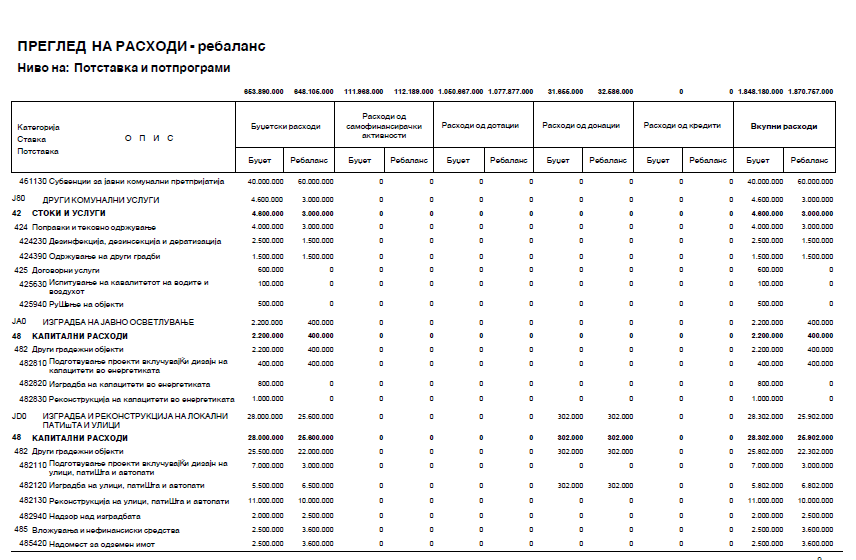 ПРЕГЛЕД НА РАСХОДИ - ребаланс
Ниво на: Потставка и потпрограми
653.890.000 648.105.000 111.968.000 112.189.000 1.050.667.000 1.077.877.000 31.655.000 32.586.000 0 0 1.848.180.000 1.870.757.000
Категорија
Ставка О П И С
Потставка
Буџетски расходи Расходи од самофинансирачки активности Расходи од дотации Расходи од донации Расходи од кредити Вкупни расходи
Буџет Ребаланс Буџет Ребаланс Буџет Ребаланс Буџет Ребаланс Буџет Ребаланс Буџет Ребаланс
461130 Субвенции за јавни комунални претпријатија 40.000.000 60.000.000 0 0 0 0 0 0 0 0 40.000.000 60.000.000
J80 ДРУГИ КОМУНАЛНИ УСЛУГИ 4.600.000 3.000.000 0 0 0 0 0 0 0 0 4.600.000 3.000.000
42 СТОКИ И УСЛУГИ 4.600.000 3.000.000 0 0 0 0 0 0 0 0 4.600.000 3.000.000
424 Поправки и тековно одржување 4.000.000 3.000.000 0 0 0 0 0 0 0 0 4.000.000 3.000.000
424230 Дезинфекција, дезинсекција и дератизација 2.500.000 1.500.000 0 0 0 0 0 0 0 0 2.500.000 1.500.000
424390 Одржување на други градби 1.500.000 1.500.000 0 0 0 0 0 0 0 0 1.500.000 1.500.000
425 Договорни услуги 600.000 0 0 0 0 0 0 0 0 0 600.000 0
425630 Испитување на кавалитетот на водите и
воздухот 100.000 0 0 0 0 0 0 0 0 0 100.000 0
425940 РуШење на објекти 500.000 0 0 0 0 0 0 0 0 0 500.000 0
JA0 ИЗГРАДБА НА ЈАВНО ОСВЕТЛУВАЊЕ 2.200.000 400.000 0 0 0 0 0 0 0 0 2.200.000 400.000
48 КАПИТАЛНИ РАСХОДИ 2.200.000 400.000 0 0 0 0 0 0 0 0 2.200.000 400.000
482 Други градежни објекти 2.200.000 400.000 0 0 0 0 0 0 0 0 2.200.000 400.000
482810 Подготвување проекти вклучувајЌи дизајн на
капацитети во енергетиката 400.000 400.000 0 0 0 0 0 0 0 0 400.000 400.000
482820 Изградба на капацитети во енергетиката 800.000 0 0 0 0 0 0 0 0 0 800.000 0
482830 Реконструкција на капацитети во енергетиката 1.000.000 0 0 0 0 0 0 0 0 0 1.000.000 0
JD0 ИЗГРАДБА И РЕКОНСТРУКЦИЈА НА ЛОКАЛНИ
ПАТИшТА И УЛИЦИ 28.000.000 25.600.000 0 0 0 0 302.000 302.000 0 0 28.302.000 25.902.000
48 КАПИТАЛНИ РАСХОДИ 28.000.000 25.600.000 0 0 0 0 302.000 302.000 0 0 28.302.000 25.902.000
482 Други градежни објекти 25.500.000 22.000.000 0 0 0 0 302.000 302.000 0 0 25.802.000 22.302.000
482110 Подготвување проекти вклучувајЌи дизајн на
улици, патиШта и автопати 7.000.000 3.000.000 0 0 0 0 0 0 0 0 7.000.000 3.000.000
482120 Изградба на улици, патиШта и автопати 5.500.000 6.500.000 0 0 0 0 302.000 302.000 0 0 5.802.000 6.802.000
482130 Реконструкција на улици, патиШта и автопати 11.000.000 10.000.000 0 0 0 0 0 0 0 0 11.000.000 10.000.000
482940 Надзор над изградбата 2.000.000 2.500.000 0 0 0 0 0 0 0 0 2.000.000 2.500.000
485 Вложувања и нефинансиски средства 2.500.000 3.600.000 0 0 0 0 0 0 0 0 2.500.000 3.600.000
485420 Надомест за одземен имот 2.500.000 3.600.000 0 0 0 0 0 0 0 0 2.500.000 3.600.000